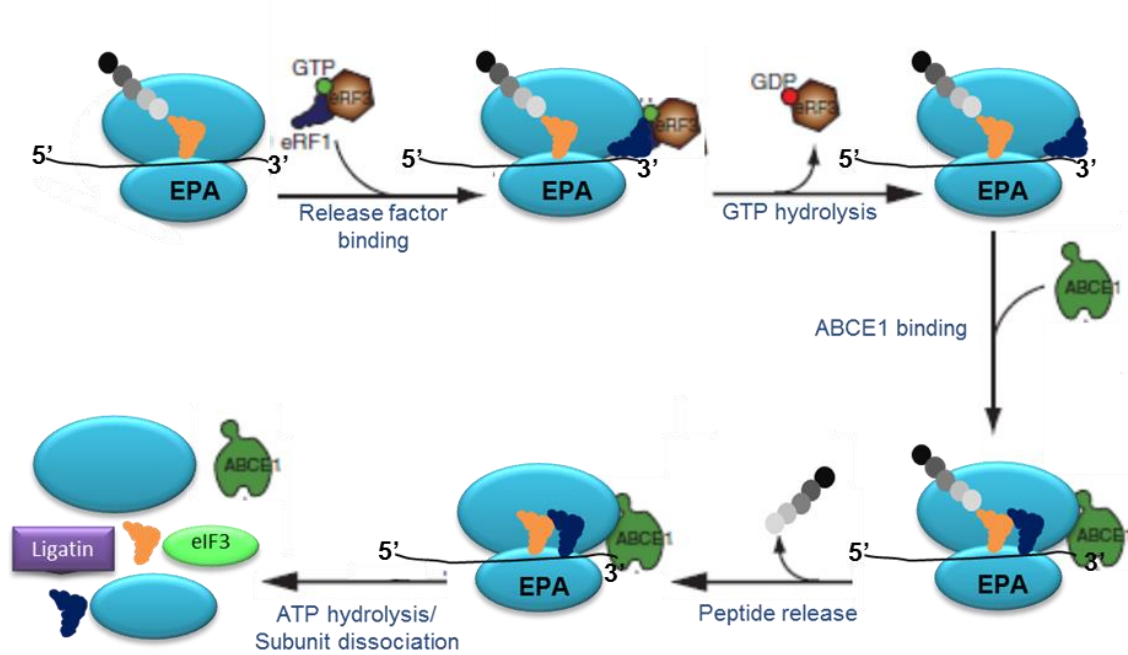 GTP
eRF3
eRF1
5’
3’
EPA
Release factor
binding
eRF3
5’
3’
EPA
GDP
eRF3
GTP hydrolysis
5’
3’
EPA
ABCE1
ABCE1 binding
ABCE1
5’
3’
EPA
Peptide release
ABCE1
5’
3’
EPA
ATP hydrolysis/
Subunit dissociation
ABCE1
Ligatin
eIF3